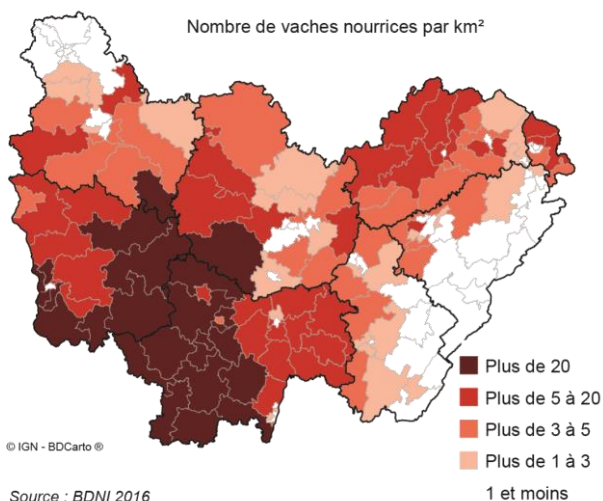 Nombre de vaches nourrices par km²
Plus de 20
Plus de 5 à 20
Plus de 3 à 5
Plus de 1 à 3
1 et moins
© IGN - BDCarto ®
Source : BDNI 2016